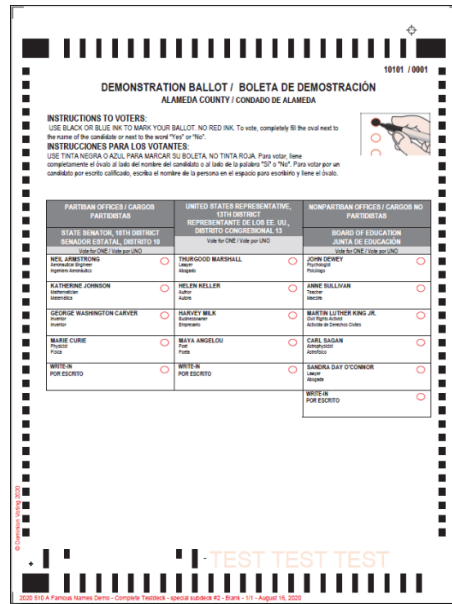 10101 / 0001
DEMONSTRATION BALLOT / BOLETA DE DEMOSTRACIÓN
ALAMEDA COUNTY / CONDADO DE ALAMEDA
INSTRUCTIONS TO VOTERS:
USE BLACK OR BLUE INK TO MARK YOUR BALLOT. NO RED INK. To vote, completely fill the oval next to
the name of the candidate or next to the word "Yes" or "No".
INSTRUCCIONES PARA LOS VOTANTES:
USE TINTA NEGRA O AZUL PARA MARCAR SU BOLETA, NO TINTA ROJA. Para votar, llene
completamente el óvalo al lado del nombre del candidato o al lado de la palabra "Sí" o "No". Para votar por un
candidato por escrito calificado, escriba el nombre de la persona en el espacio para escribirlo y llene el óvalo.
PARTISAN OFFICES / CARGOS
PARTIDISTAS
STATE SENATOR, 10TH DISTRICT
SENADOR ESTATAL, DISTRITO 10
Vote for ONE / Vote por UNO
NEIL ARMSTRONG
Aeronautical Engineer
Ingeniero Aeronáutico
KATHERINE JOHNSON
Mathematician
Matemática
GEORGE WASHINGTON CARVER
Inventor
Inventor
MARIE CURIE
Physicist
Física
WRITE-IN
POR ESCRITO
UNITED STATES REPRESENTATIVE,
13TH DISTRICT
REPRESENTANTE DE LOS EE. UU.,
DISTRITO CONGRESIONAL 13
Vote for ONE / Vote por UNO
THURGOOD MARSHALL
Lawyer
Abogado
HELEN KELLER
Author
Autora
HARVEY MILK
Businessowner
Empresario
MAYA ANGELOU
Poet
Poeta
WRITE-IN
POR ESCRITO
NONPARTISAN OFFICES / CARGOS NO
PARTIDISTAS
BOARD OF EDUCATION
JUNTA DE EDUCACIÓN
Vote for ONE / Vote por UNO
JOHN DEWEY
Psychologist
Psicólogo
ANNE SULLIVAN
Teacher
Maestra
MARTIN LUTHER KING JR.
Civil Rights Activist
Activista de Derechos Civiles
CARL SAGAN
Astrophysicist
Astrofísico
SANDRA DAY O'CONNOR
Lawyer
Abogada
WRITE-IN
POR ESCRITO
© Dominion Voting 2020
TEST TEST TEST
2020 510 A Famous Names Demo - Complete Testdeck - special subdeck #2 - Blank - 1/1 - August 15, 2020